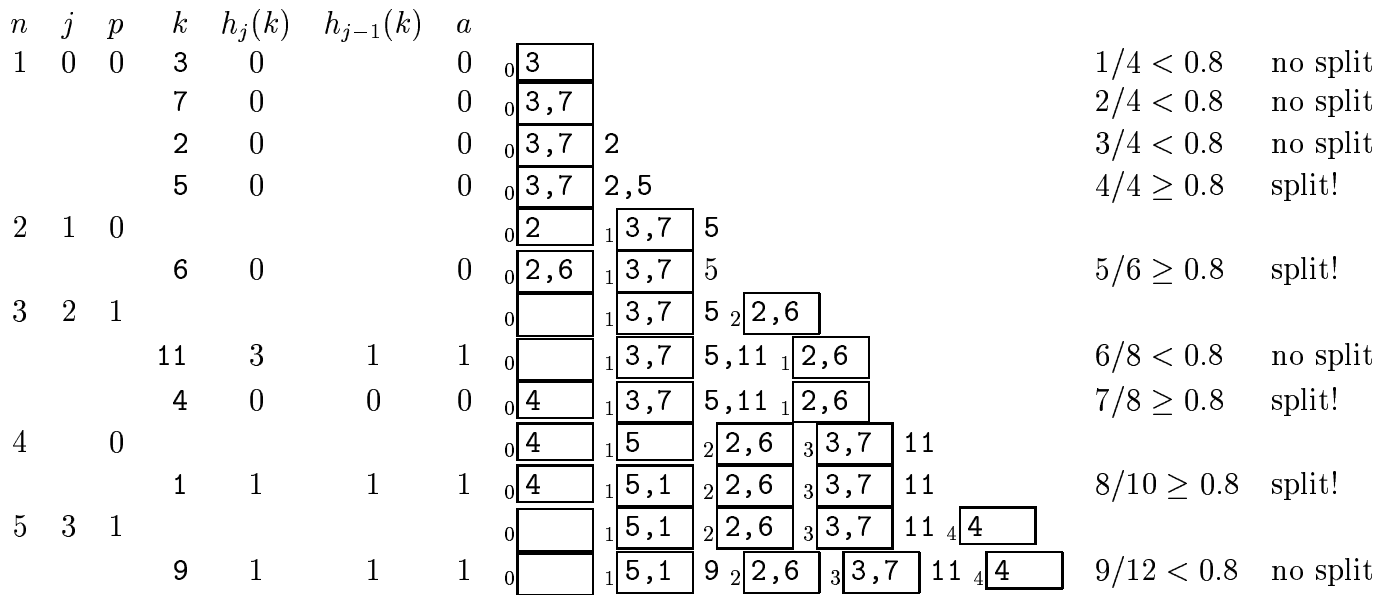 n j p k h_j(k) h_{j−1}(k) a
1 0 0 3 0 0 0 3 1/4 < 0.8 no split
7 0 0 0 3,7 2/4 < 0.8 no split
2 0 0 0 3,7 2 3/4 < 0.8 no split
5 0 0 0 3,7 2,5 4/4 ≥ 0.8 split!
2 1 0 0 2 1 3,7 5
6 0 0 0 2,6 1 3,7 5 5/6 ≥ 0.8 split!
3 2 1 0 1 3,7 5 2 2,6
11 3 1 1 0 1 3,7 5,11 1 2,6 6/8 < 0.8 no split
4 0 0 0 0 4 1 3,7 5,11 1 2,6 7/8 ≥ 0.8 split!
4 0 0 4 1 5 2 2,6 3 3,7 11
1 1 1 1 0 4 1 5,1 2 2,6 3 3,7 11 8/10 ≥ 0.8 split!
5 3 1 0 1 5,1 2 2,6 3 3,7 11 4 4
9 1 1 1 0 1 5,1 9 2 2,6 3 3,7 11 4 4 9/12 < 0.8 no split